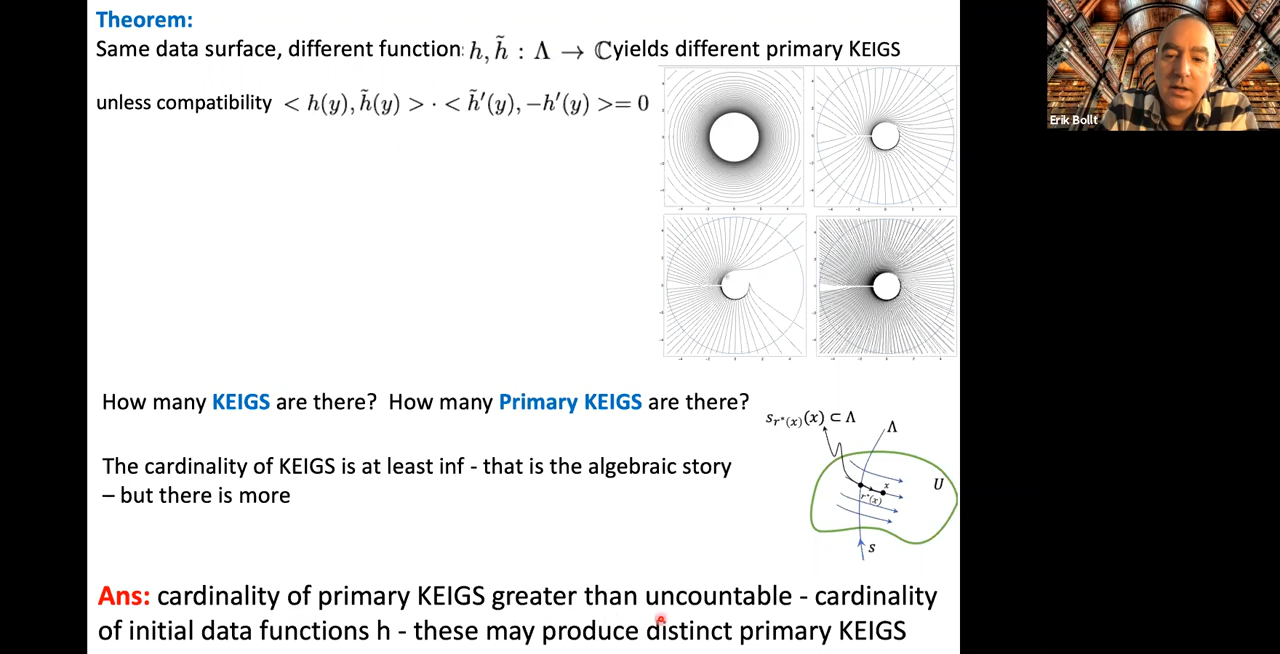 Theorem:
Same data surface, different function: h, h̃ : Λ → ℂyields different primary KEIGS
unless compatibility < h(y), h̃(y) > · < h̃′(y), −h′(y) >= 0
Erik Bollt
How many KEIGS are there? How many Primary KEIGS are there?
s_{r*(x)}(x) ⊂ Λ
Λ
The cardinality of KEIGS is at least inf - that is the algebraic story
– but there is more
U
x
r*(x)
s
Ans: cardinality of primary KEIGS greater than uncountable - cardinality
of initial data functions h - these may produce distinct primary KEIGS